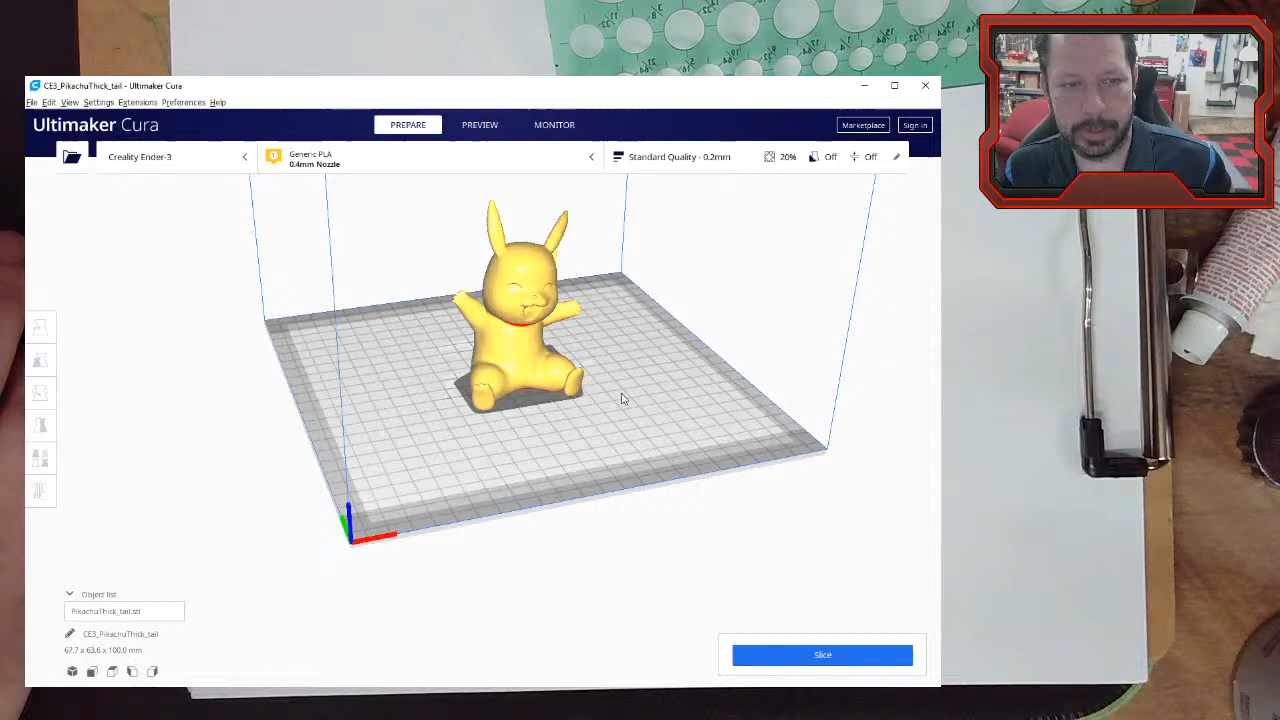 CE3_PikachuThick_tail - Ultimaker Cura
File Edit View Settings Extensions Preferences Help
Ultimaker Cura
PREPARE
PREVIEW
MONITOR
Marketplace
Sign in
Creality Ender-3
1
Generic PLA
0.4mm Nozzle
Standard Quality - 0.2mm
20%
Off
Off
Object list
PikachuThick_tail.stl
CE3_PikachuThick_tail
67.7 x 63.6 x 100.0 mm
Slice